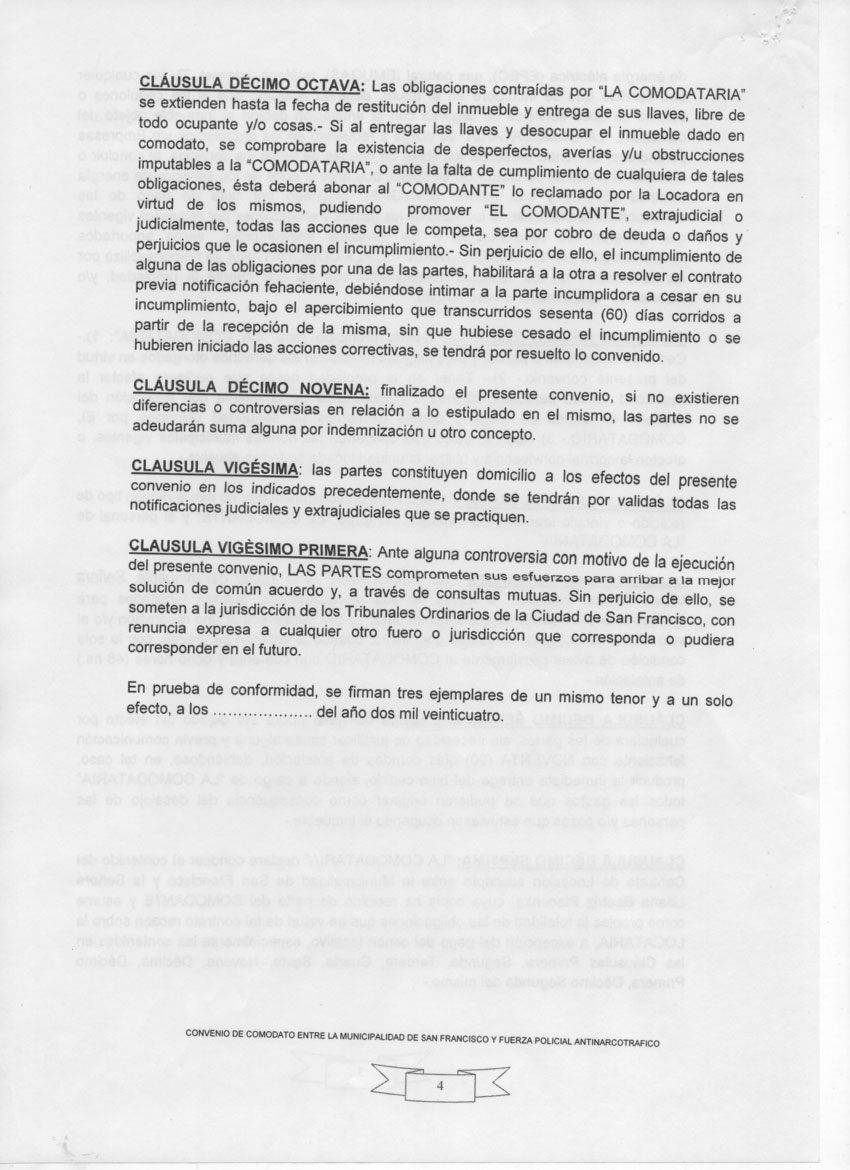 CLÁUSULA DÉCIMO OCTAVA: Las obligaciones contraídas por “LA COMODATARIA”
se extienden hasta la fecha de restitución del inmueble y entrega de sus llaves, libre de
todo ocupante y/o cosas.- Si al entregar las llaves y desocupar el inmueble dado en
comodato, se comprobare la existencia de desperfectos, averías y/u obstrucciones
imputables a la “COMODATARIA”, o ante la falta de cumplimiento de cualquiera de tales
obligaciones, ésta deberá abonar al “COMODANTE” lo reclamado por la Locadora en
virtud de los mismos, pudiendo promover “EL COMODANTE”, extrajudicial o
judicialmente, todas las acciones que le competa, sea por cobro de deuda o daños y
perjuicios que le ocasionen el incumplimiento.- Sin perjuicio de ello, el incumplimiento de
alguna de las obligaciones por una de las partes, habilitará a la otra a resolver el contrato
previa notificación fehaciente, debiéndose intimar a la parte incumplidora a cesar en su
incumplimiento, bajo el apercibimiento que transcurridos sesenta (60) días corridos a
partir de la recepción de la misma, sin que hubiese cesado el incumplimiento o se
hubieren iniciado las acciones correctivas, se tendrá por resuelto lo convenido.
CLÁUSULA DÉCIMO NOVENA: finalizado el presente convenio, si no existieren
diferencias o controversias en relación a lo estipulado en el mismo, las partes no se
adeudarán suma alguna por indemnización u otro concepto.
CLAUSULA VIGÉSIMA: las partes constituyen domicilio a los efectos del presente
convenio en los indicados precedentemente, donde se tendrán por validas todas las
notificaciones judiciales y extrajudiciales que se practiquen.
CLAUSULA VIGÈSIMO PRIMERA: Ante alguna controversia con motivo de la ejecución
del presente convenio, LAS PARTES comprometen sus esfuerzos para arribar a la mejor
solución de común acuerdo y, a través de consultas mutuas. Sin perjuicio de ello, se
someten a la jurisdicción de los Tribunales Ordinarios de la Ciudad de San Francisco, con
renuncia expresa a cualquier otro fuero o jurisdicción que corresponda o pudiera
corresponder en el futuro.
En prueba de conformidad, se firman tres ejemplares de un mismo tenor y a un solo
efecto, a los ..................... del año dos mil veinticuatro.
CONVENIO DE COMODATO ENTRE LA MUNICIPALIDAD DE SAN FRANCISCO Y FUERZA POLICIAL ANTINARCOTRAFICO
4